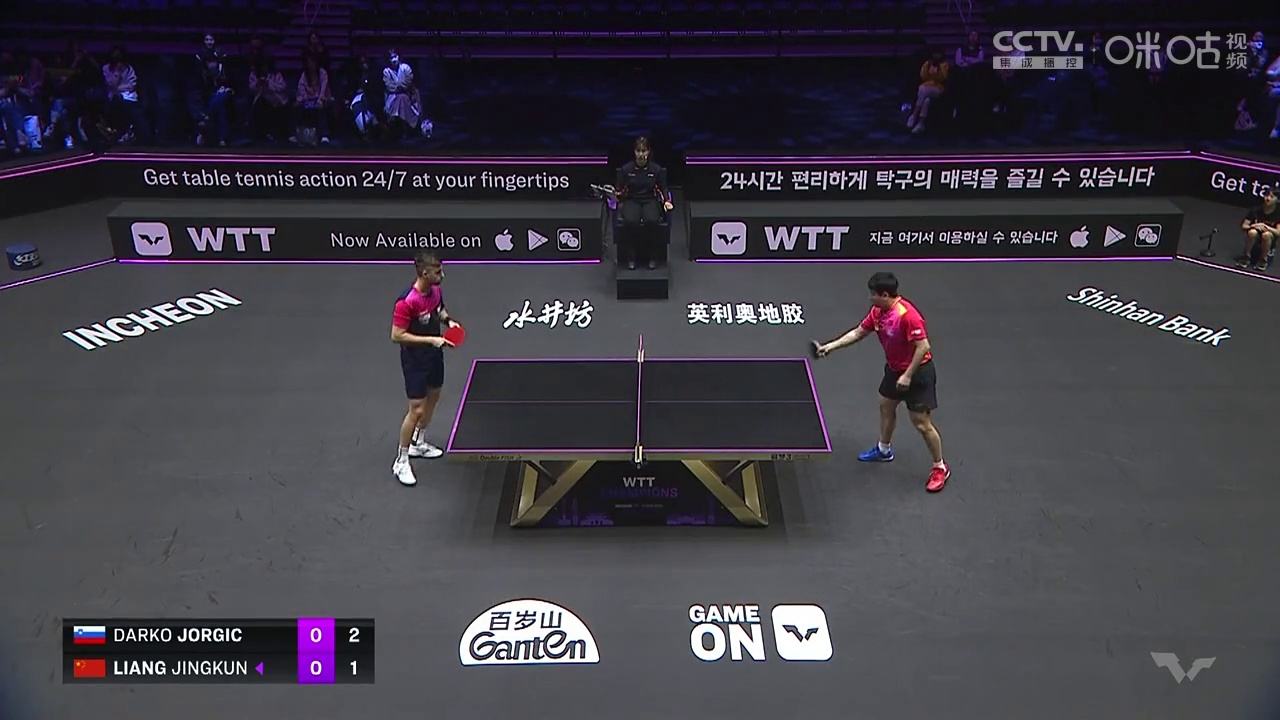 CCTV.
集成播控
咪咕视频
Get table tennis action 24/7 at your fingertips
24시간 편리하게 탁구의 매력을 즐길 수 있습니다
Get ta
WTT
Now Available on
WTT
지금 여기서 이용하실 수 있습니다
INCHEON
水井坊
英利奥地胶
Shinhan Bank
WTT
CHAMPIONS
百岁山
Ganten
GAME
ON
DARKO JORGIC 0 2
LIANG JINGKUN 0 1